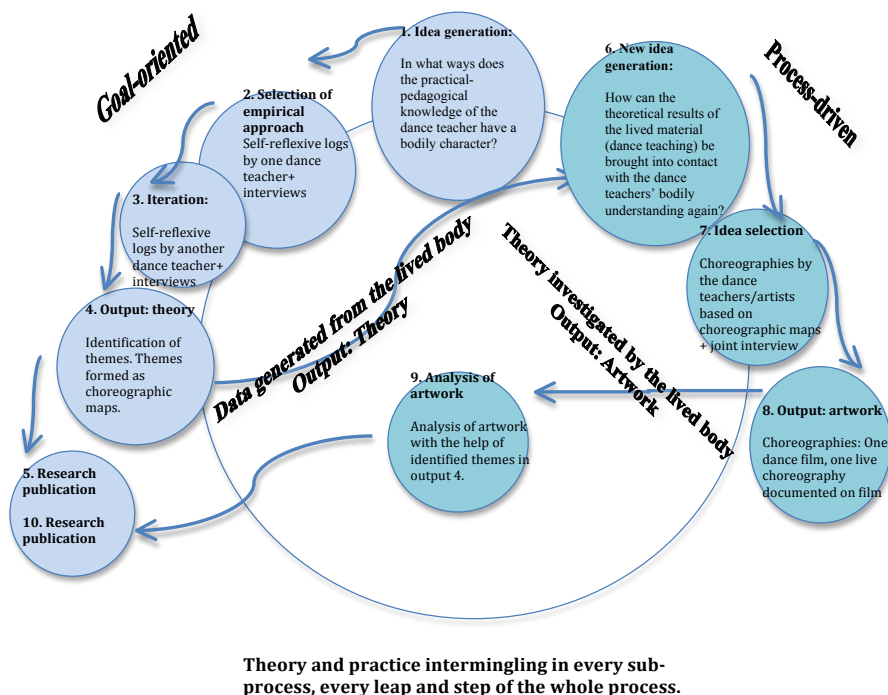 Goal-oriented
1. Idea generation:
In what ways does
the practical-
pedagogical
knowledge of the
dance teacher have a
bodily character?
2. Selection of
empirical
approach
Self-reflexive logs
by one dance
teacher+
interviews
3. Iteration:
Self-reflexive
logs by another
dance teacher+
interviews
4. Output: theory
Identification of
themes. Themes
formed as
choreographic
maps.
5. Research
publication
10. Research
publication
Data generated from the lived body
Output: Theory
Process-driven
6. New idea
generation:
How can the
theoretical results of
the lived material
(dance teaching) be
brought into contact
with the dance
teachers’ bodily
understanding again?
7. Idea selection
Choreographies by
the dance
teachers/artists
based on
choreographic maps
+ joint interview
8. Output: artwork
Choreographies: One
dance film, one live
choreography
documented on film
Theory investigated by the lived body
Output: Artwork
9. Analysis of
artwork
Analysis of artwork
with the help of
identified themes in
output 4.
Theory and practice intermingling in every sub-
process, every leap and step of the whole process.